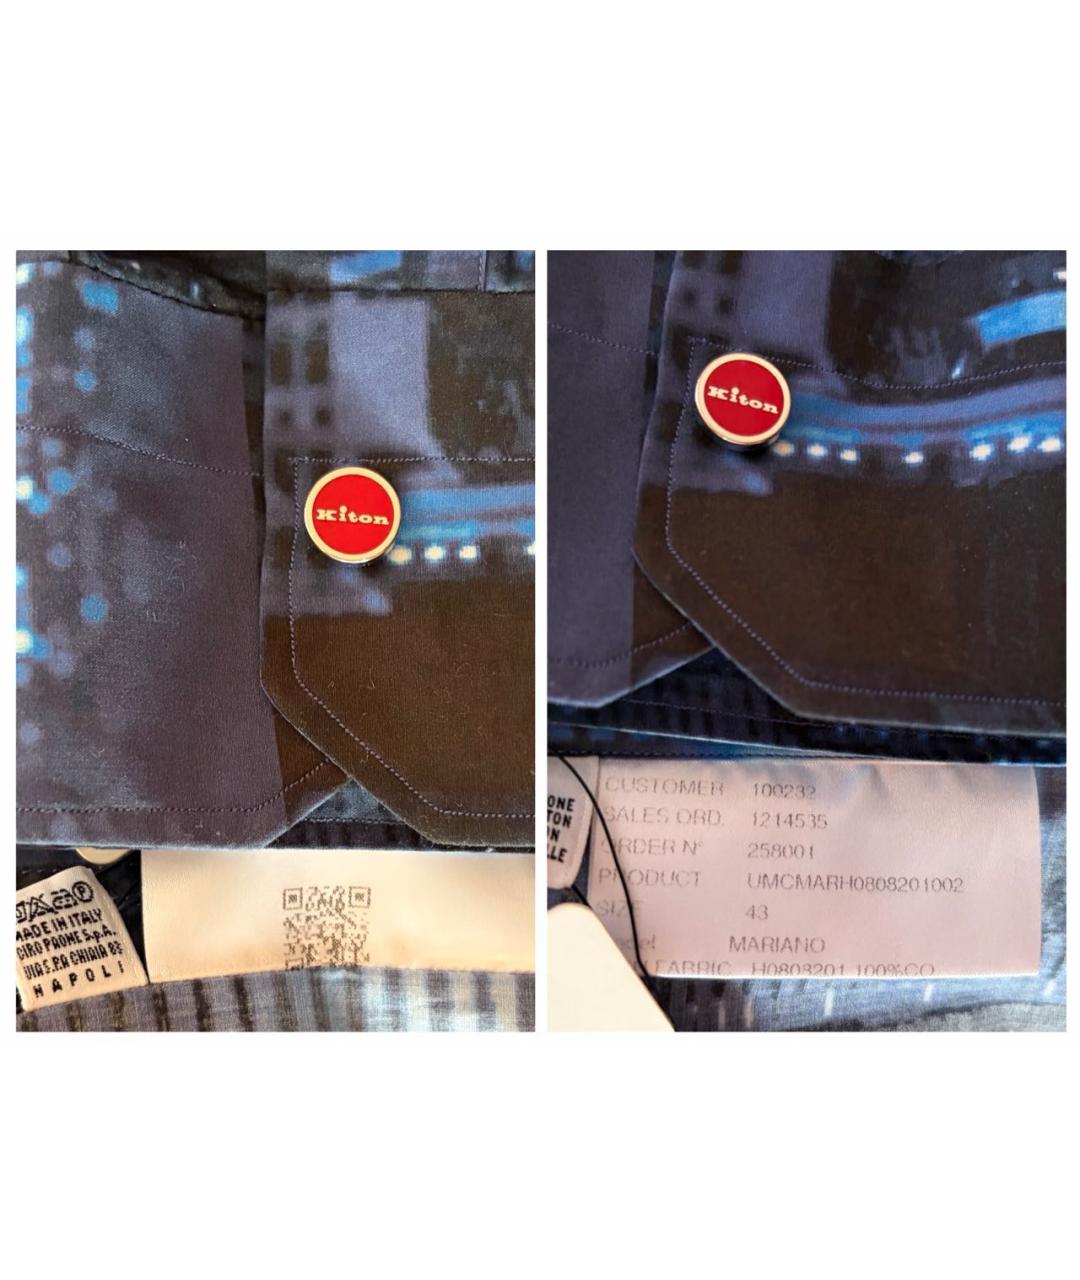 Kiton
MADE IN ITALY
CIRO PAONE S.p.A.
NAPOLI
Kiton
CUSTOMER 100232
SALES ORD. 1214535
ORDER N° 258001
PRODUCT UMCMARH0808201002
SIZE 43
MARIANO
FABRIC H0808201 100%CO